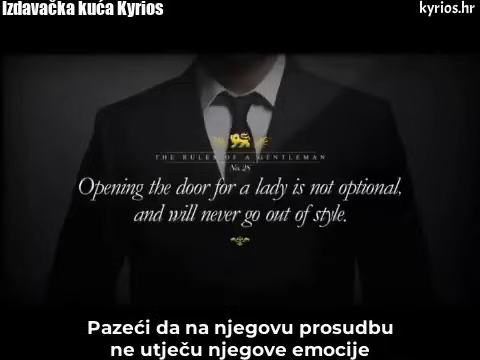 Izdavačka kuća Kyrios
kyrios.hr
THE RULES OF A GENTLEMAN
No. 28
Opening the door for a lady is not optional,
and will never go out of style.
Pazeći da na njegovu prosudbu
ne utječu njegove emocije